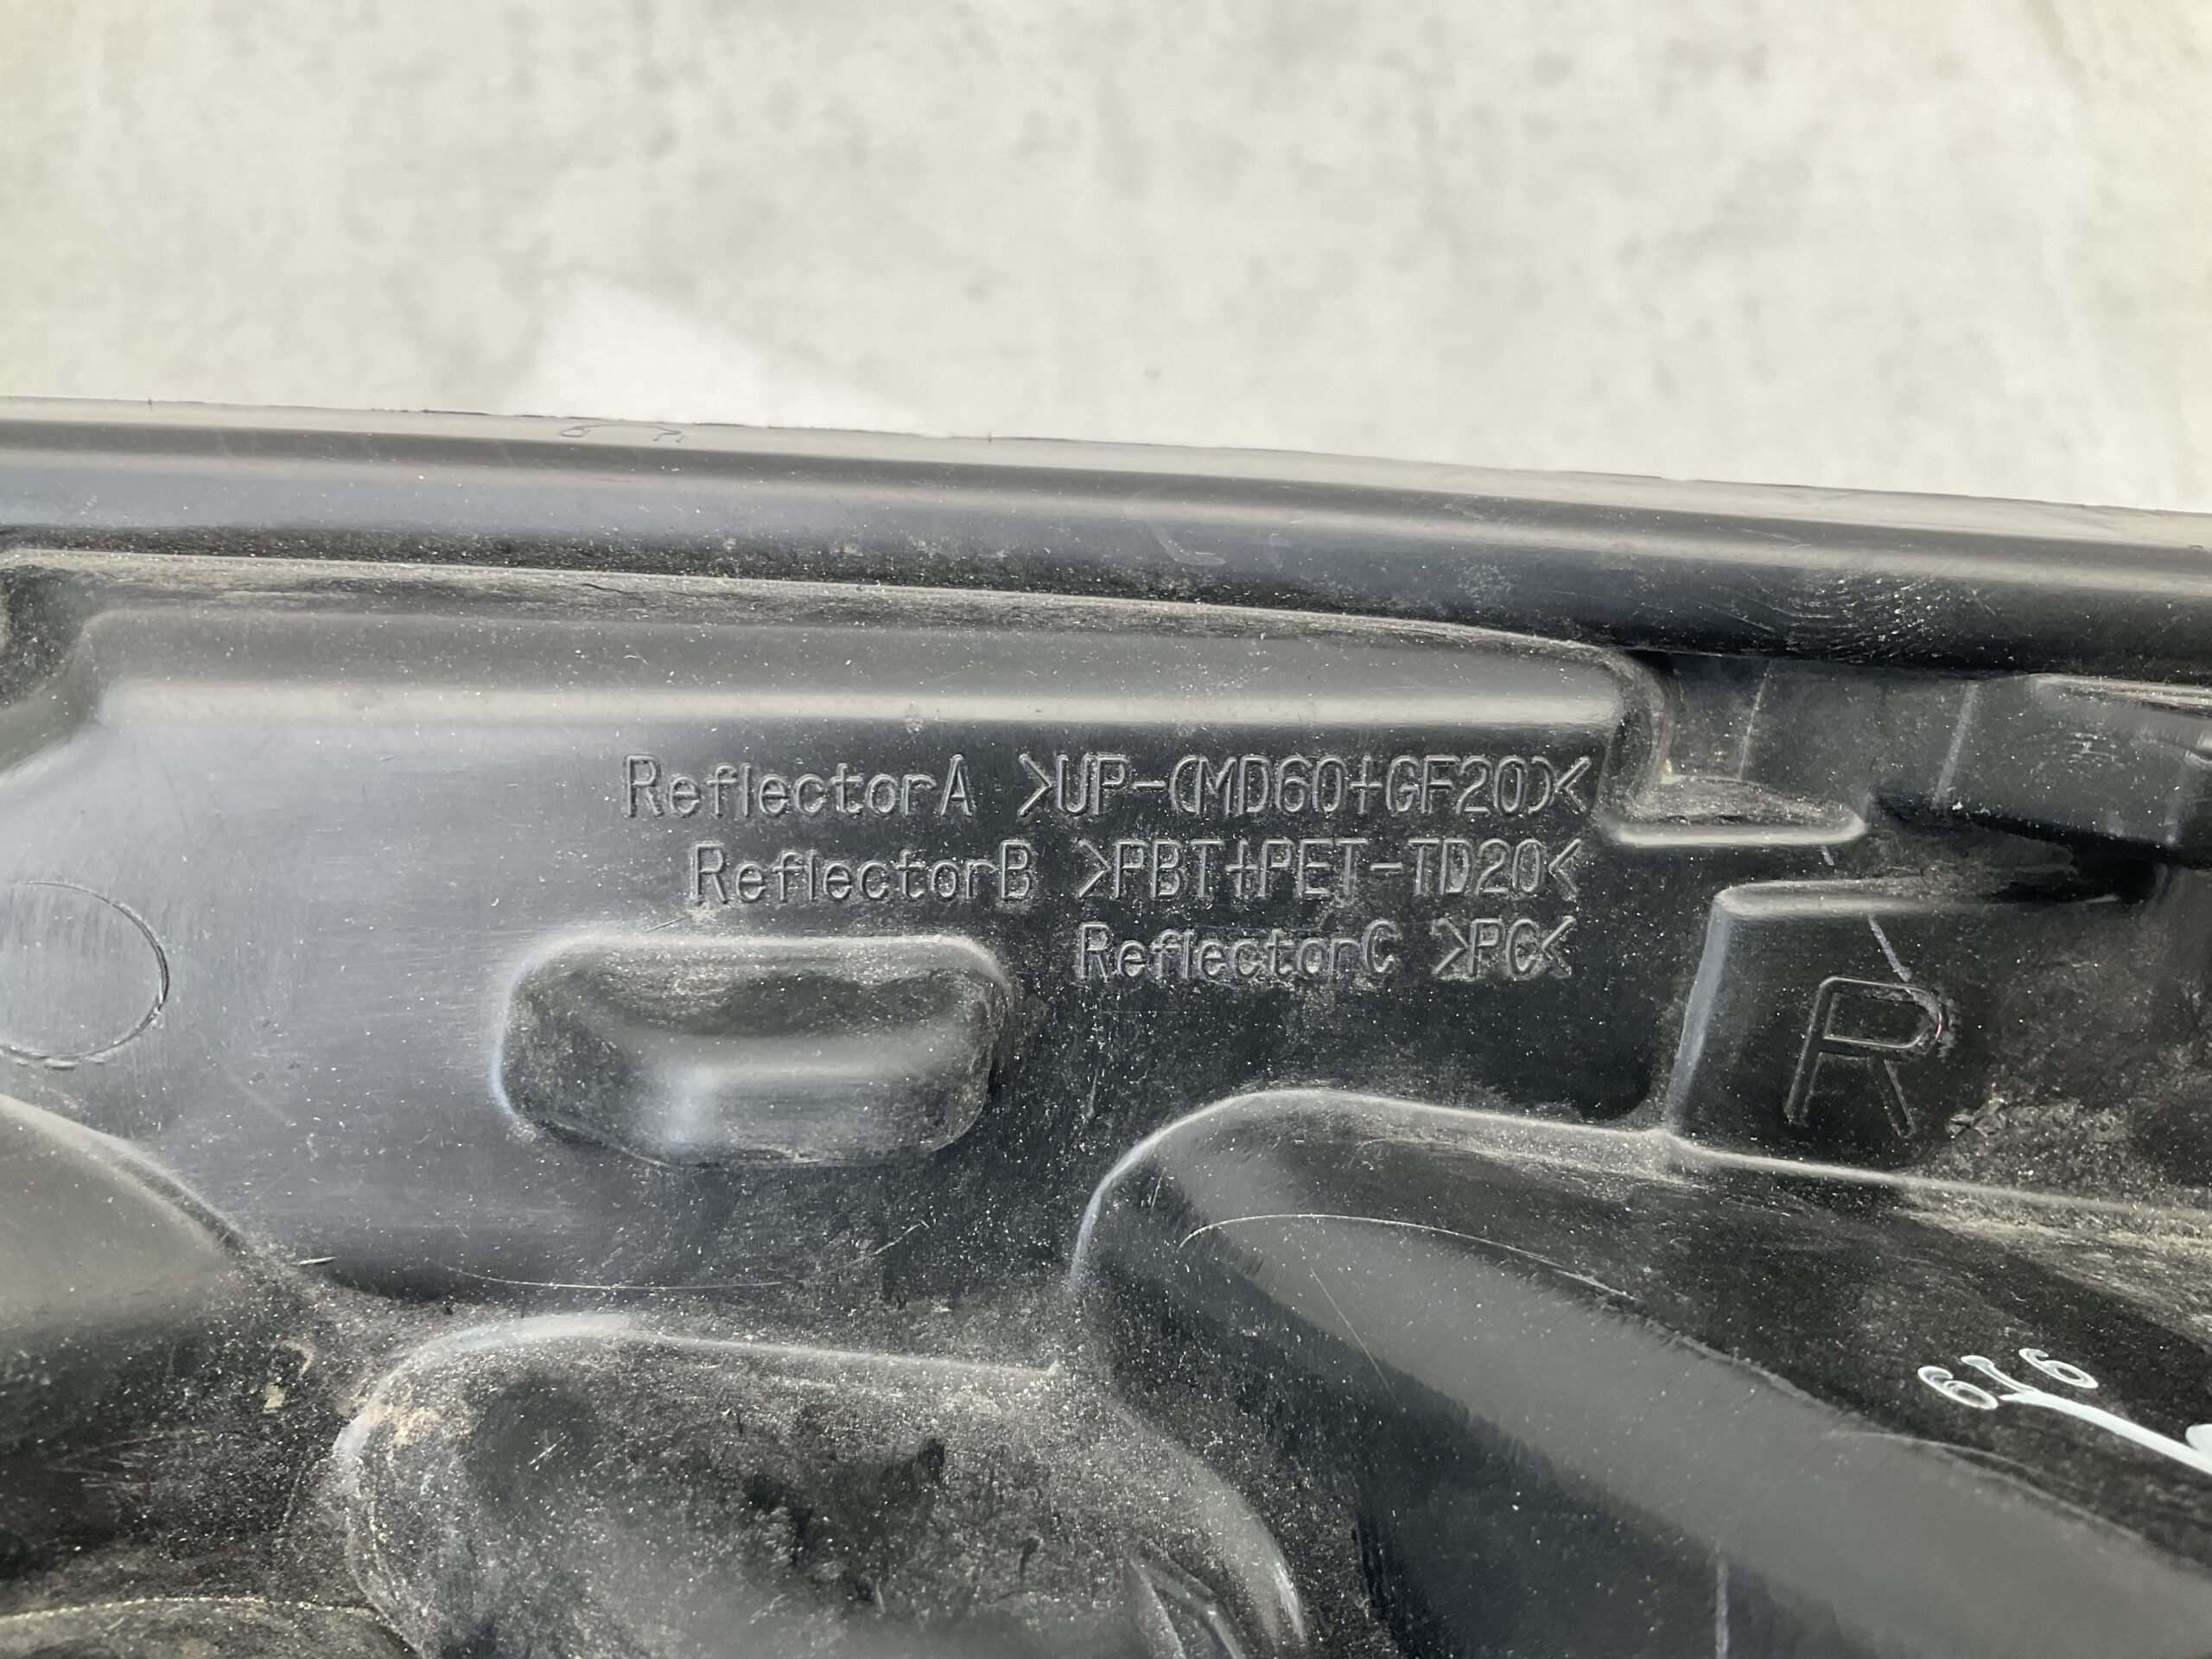 ReflectorA >UP-(MD60+GF20)<
ReflectorB >PBT+PET-TD20<
ReflectorC >PC<
R